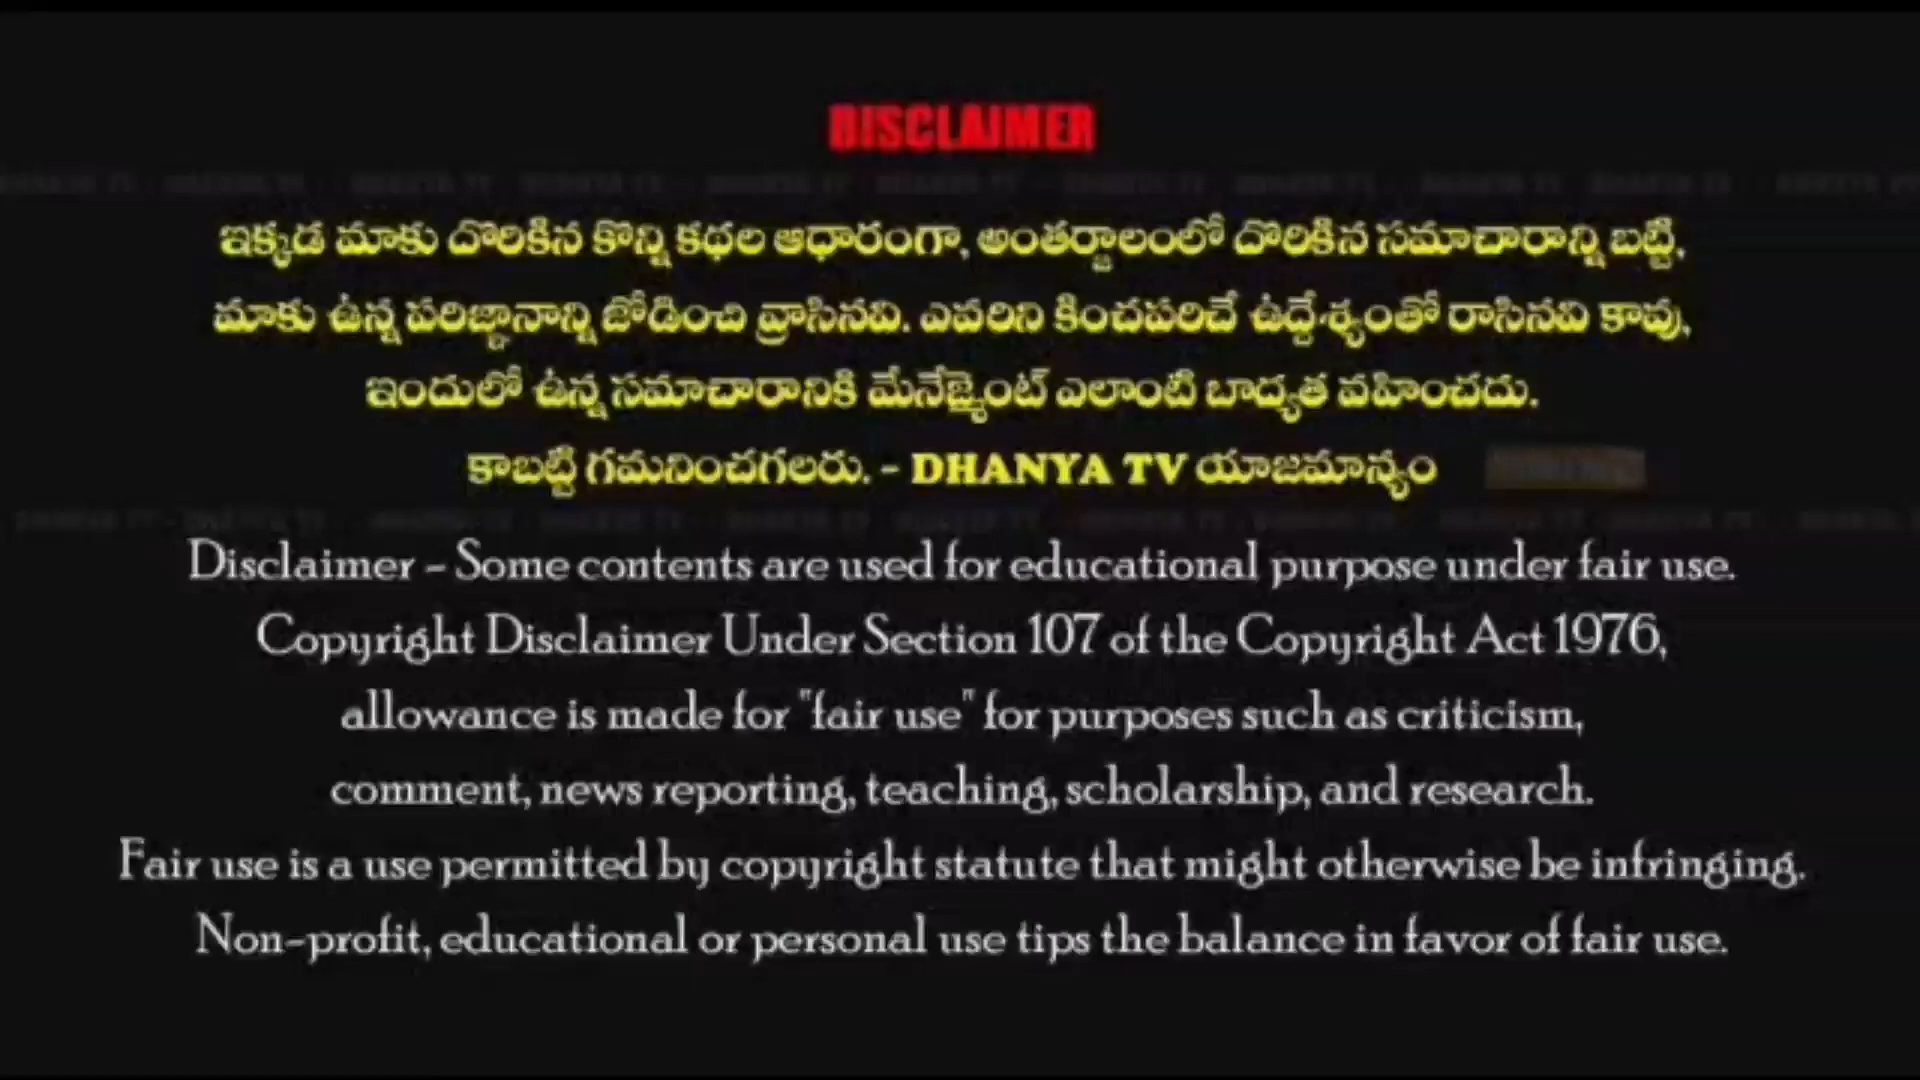 DISCLAIMER
ఇక్కడ మాకు దొరికిన కొన్ని కథల ఆధారంగా, అంతర్జాలంలో దొరికిన సమాచారాన్ని బట్టి,
మాకు ఉన్న పరిజ్ఞానాన్ని జోడించి వ్రాసినవి. ఎవరిని కించపరిచే ఉద్దేశ్యంతో రాసినవి కావు,
ఇందులో ఉన్న సమాచారానికి మేనేజ్మెంట్ ఎలాంటి బాద్యత వహించదు.
కాబట్టి గమనించగలరు. - DHANYA TV యాజమాన్యం
Disclaimer - Some contents are used for educational purpose under fair use.
Copyright Disclaimer Under Section 107 of the Copyright Act 1976,
allowance is made for "fair use" for purposes such as criticism,
comment, news reporting, teaching, scholarship, and research.
Fair use is a use permitted by copyright statute that might otherwise be infringing.
Non-profit, educational or personal use tips the balance in favor of fair use.